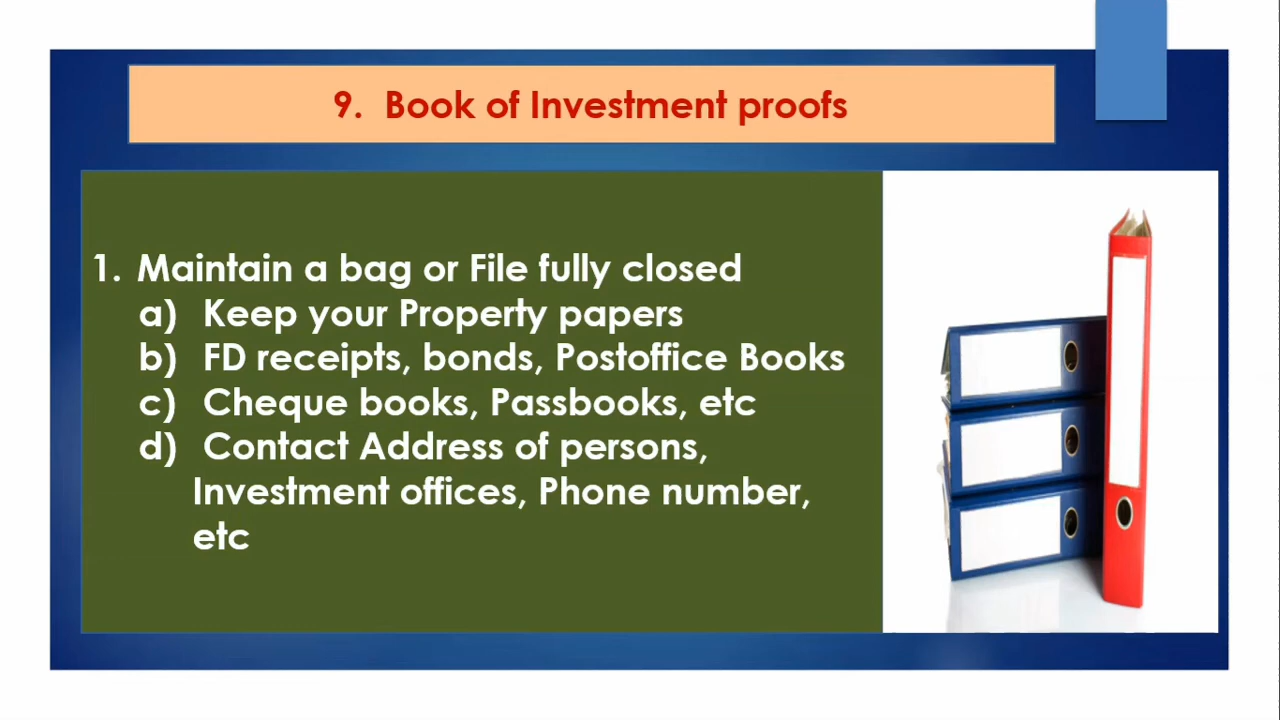 9. Book of Investment proofs
1. Maintain a bag or File fully closed
a) Keep your Property papers
b) FD receipts, bonds, Postoffice Books
c) Cheque books, Passbooks, etc
d) Contact Address of persons,
Investment offices, Phone number,
etc